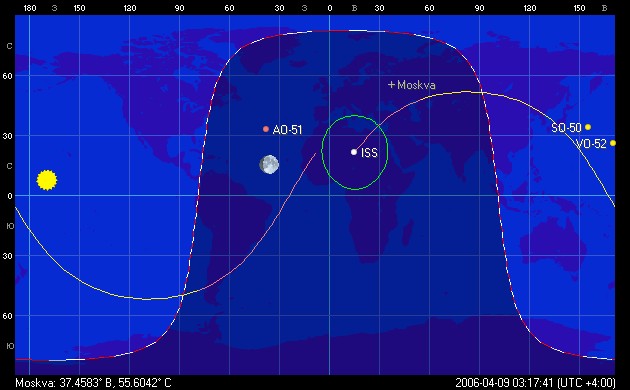 180 З 150 120 90 60 З 30 0 30 В 60 90 120 150 В
С
60
+Moskva
AO-51
SO-50
30
VO-52
ISS
С
0
Ю
30
60
Ю
Moskva: 37.4583° В, 55.6042° С 2006-04-09 03:17:41 (UTC +4:00)